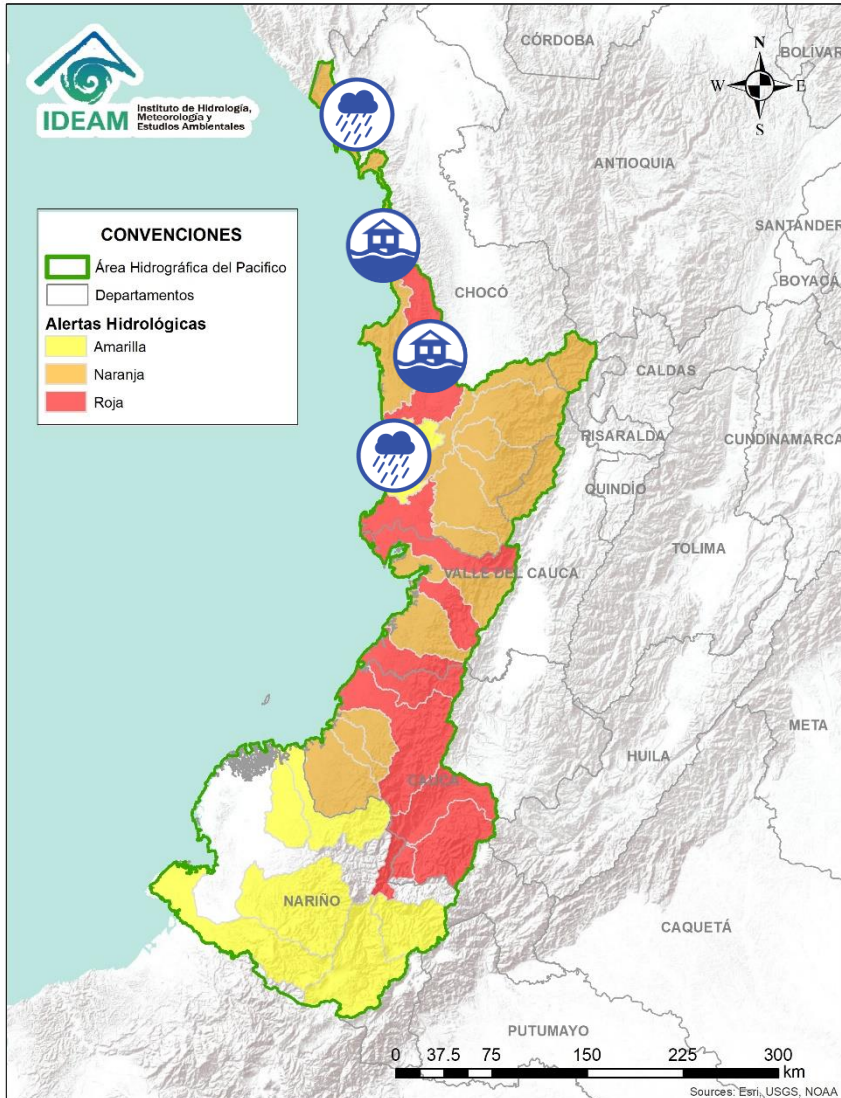 IDEAM
Instituto de Hidrología,
Meteorología y
Estudios Ambientales
CÓRDOBA
BOLÍVAR
N
W
E
S
ANTIOQUIA
SANTANDER
BOYACÁ
CONVENCIONES
Área Hidrográfica del Pacifico
Departamentos
Alertas Hidrológicas
Amarilla
Naranja
Roja
CHOCÓ
CALDAS
RISARALDA
CUNDINAMARCA
QUINDÍO
TOLIMA
VALLE DEL CAUCA
META
HUILA
CAUCA
NARIÑO
CAQUETÁ
PUTUMAYO
0 37.5 75 150 225 300
km
Sources: Esri, USGS, NOAA